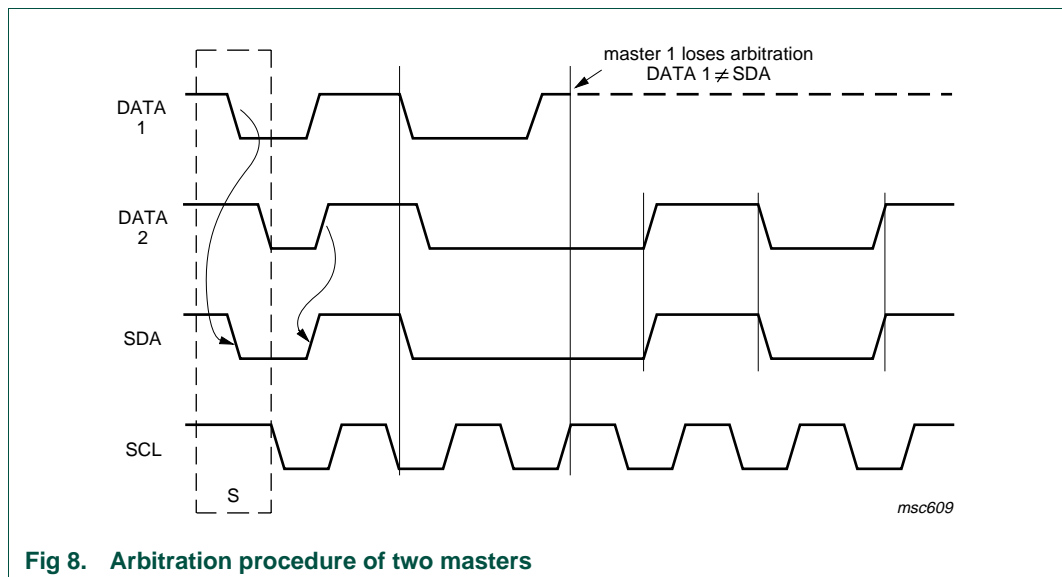 master 1 loses arbitration
DATA 1 ≠ SDA
DATA
1
DATA
2
SDA
SCL
S
msc609
Fig 8. Arbitration procedure of two masters